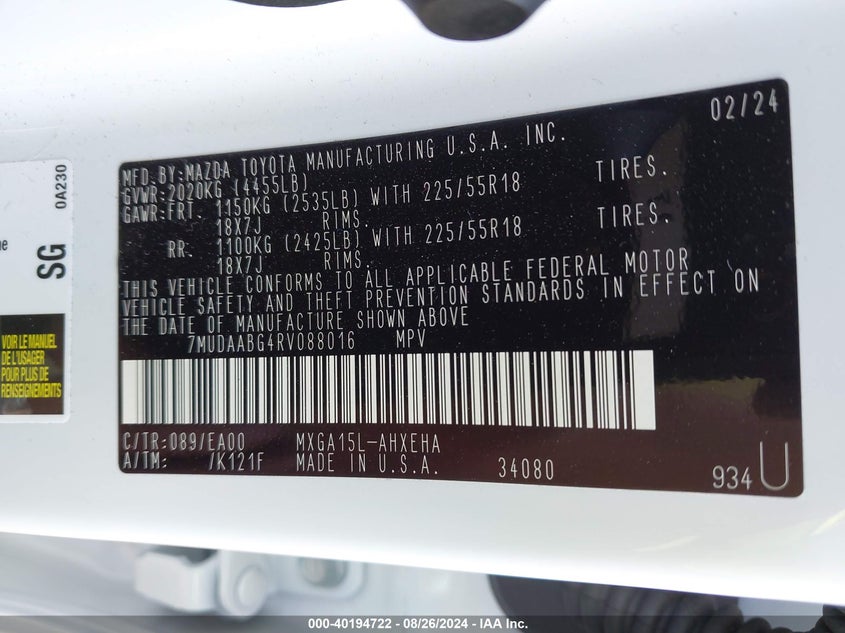 02/24
MFD.BY:MAZDA TOYOTA MANUFACTURING U.S.A. INC.
GVWR:2020KG (4455LB)
GAWR:FRT. 1150KG (2535LB) WITH 225/55R18 TIRES.
18X7J RIMS.
RR. 1100KG (2425LB) WITH 225/55R18 TIRES.
18X7J RIMS.
THIS VEHICLE CONFORMS TO ALL APPLICABLE FEDERAL MOTOR
VEHICLE SAFETY AND THEFT PREVENTION STANDARDS IN EFFECT ON
THE DATE OF MANUFACTURE SHOWN ABOVE
7MUDAABG4RV088016 MPV
C/TR:089/EA00 MXGA15L-AHXEHA
A/TM: /K121F MADE IN U.S.A. 34080
934U
SG
0A230
VOIR LE MANUEL
DE L'USAGER
POUR PLUS DE
RENSEIGNEMENTS
000-40194722 - 08/26/2024 - IAA Inc.